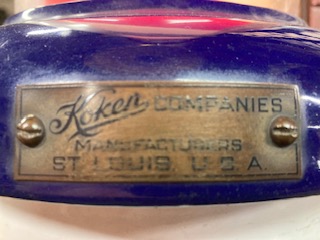 Koken COMPANIES
MANUFACTURERS
ST. LOUIS, U.S.A.